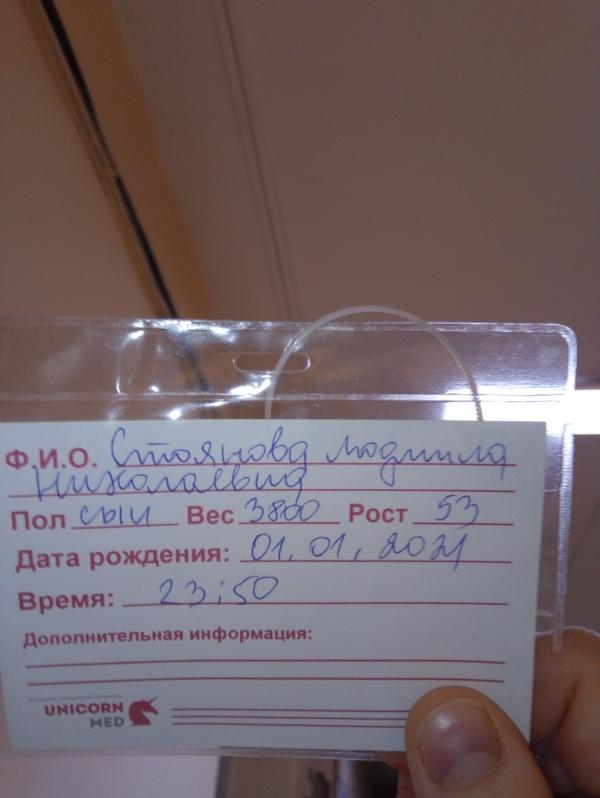 Ф.И.О. Стоянова Людмила
Николаевна
Пол сын Вес 3800 Рост 53
Дата рождения: 01.01.2021
Время: 23:50
Дополнительная информация:
UNICORN
MED